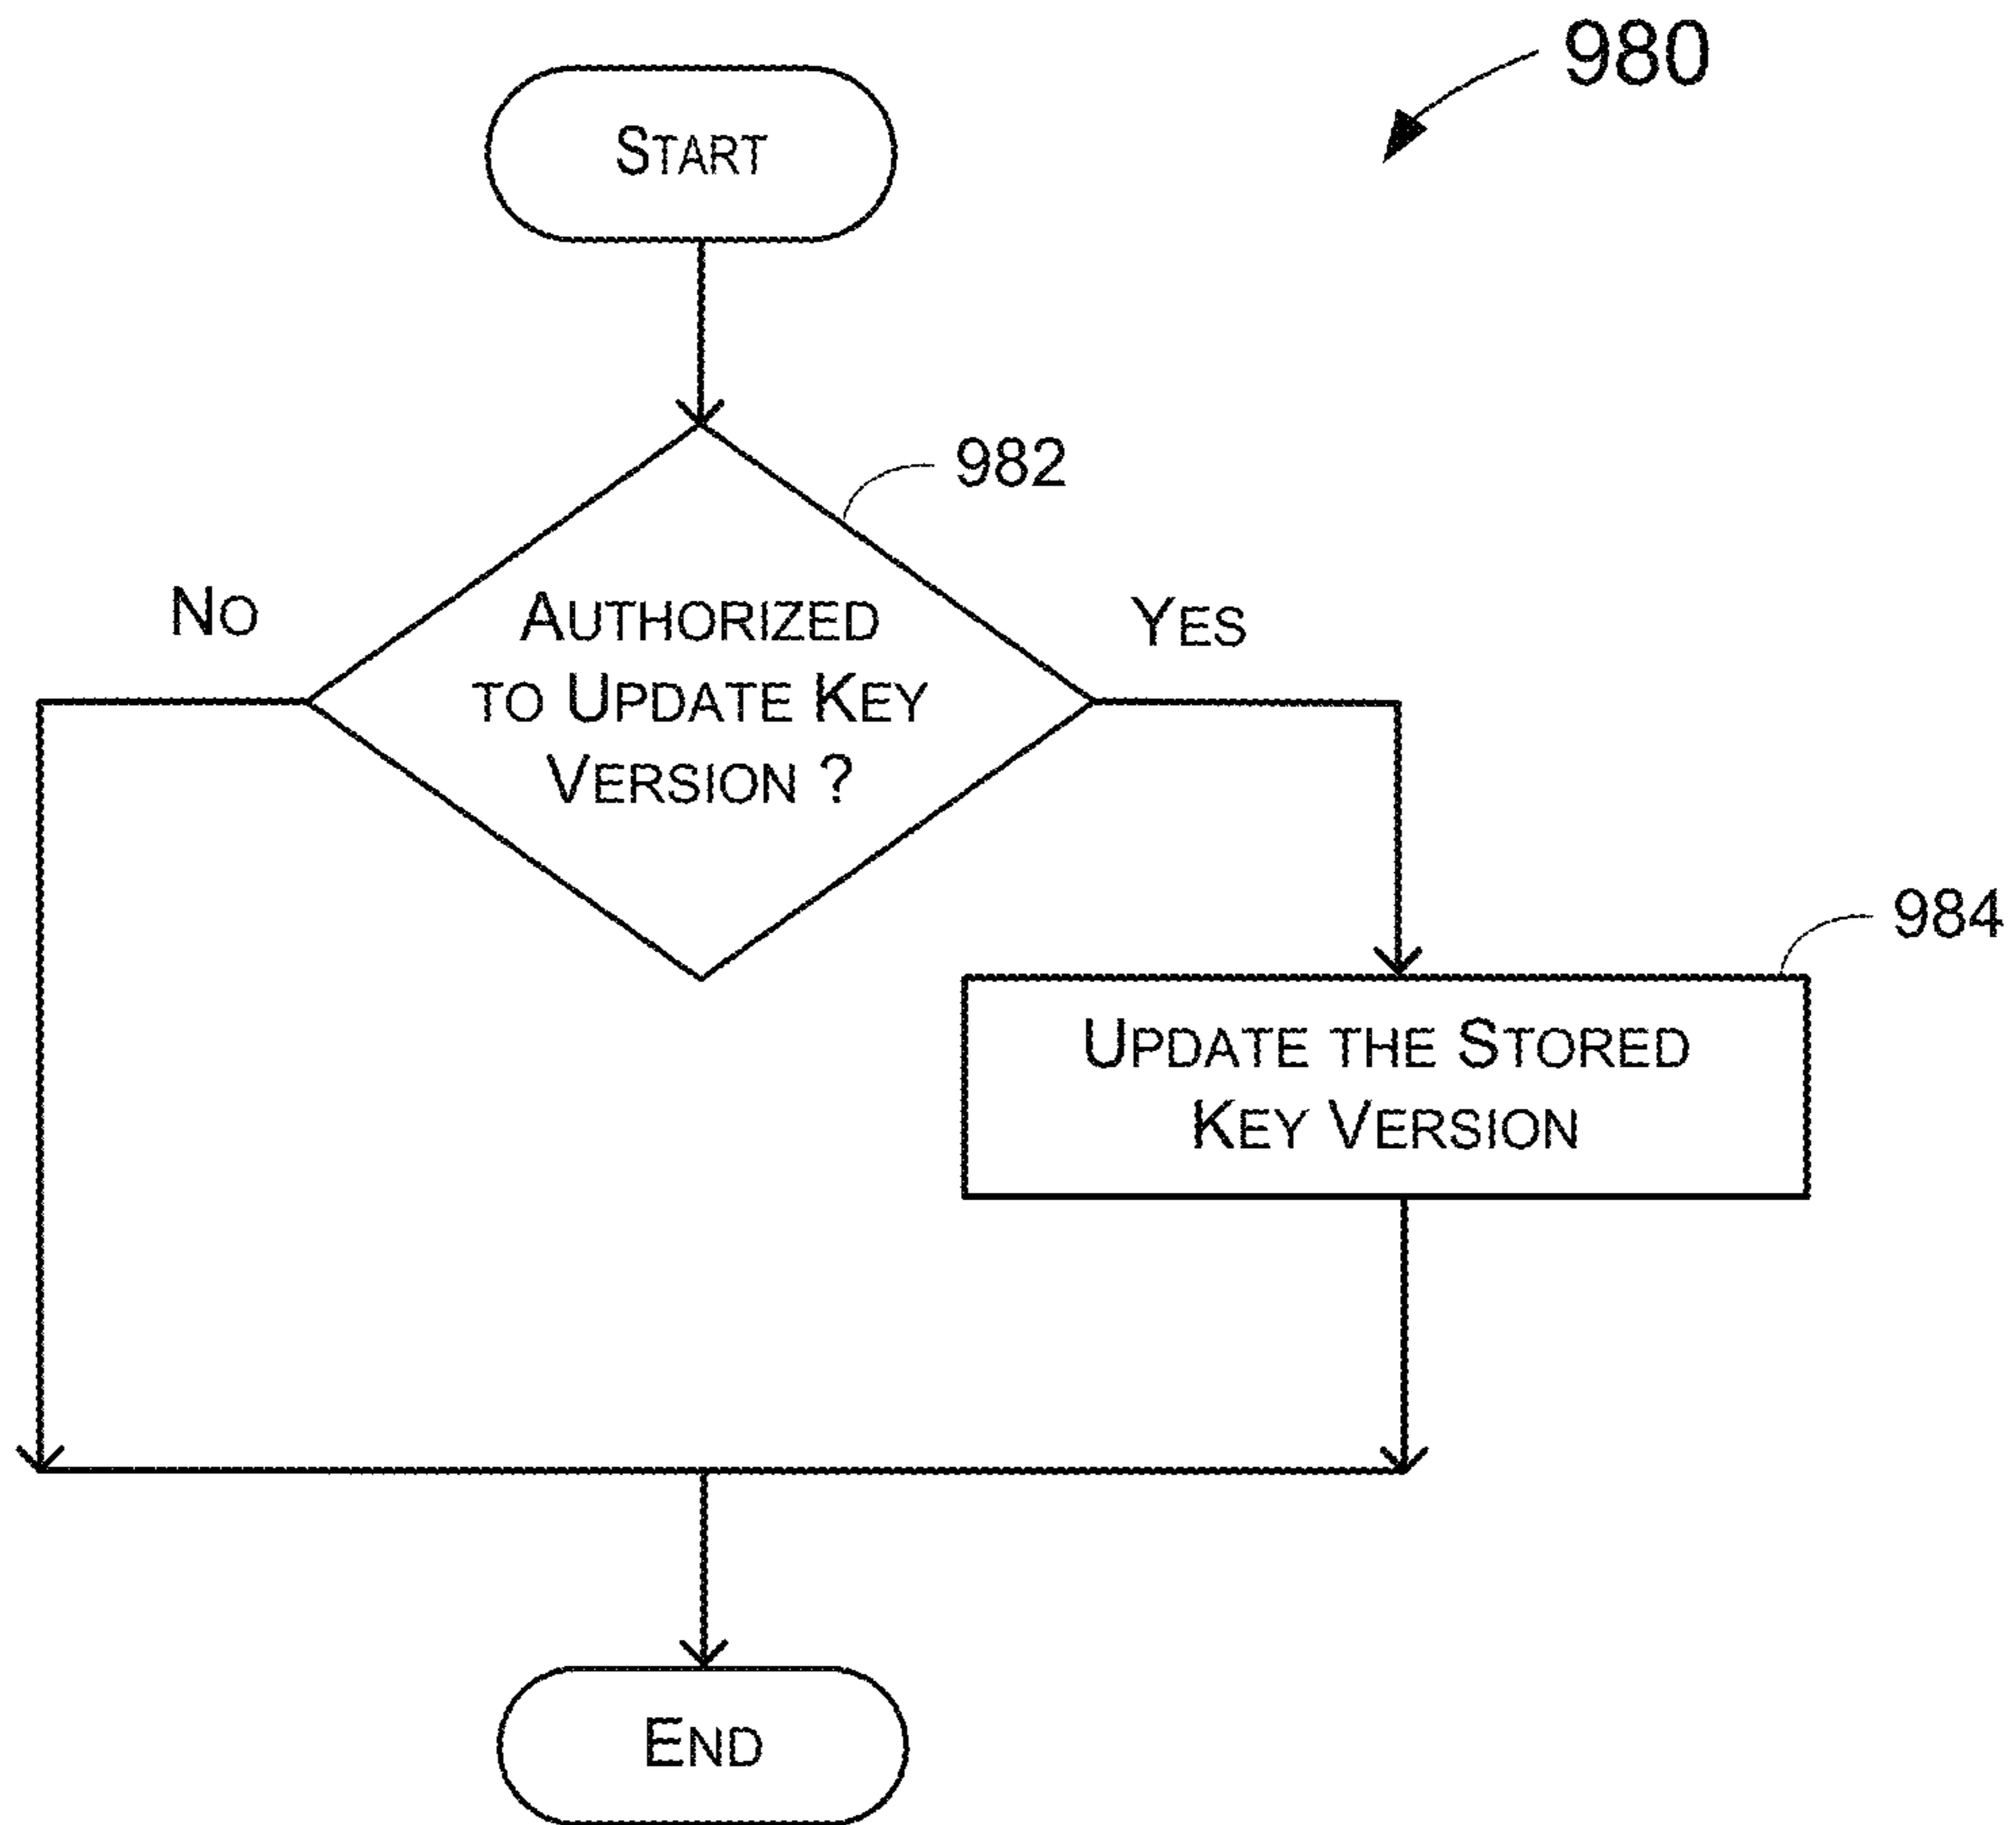 980
START
982
NO
YES
AUTHORIZED
TO UPDATE KEY
VERSION ?
984
UPDATE THE STORED
KEY VERSION
END